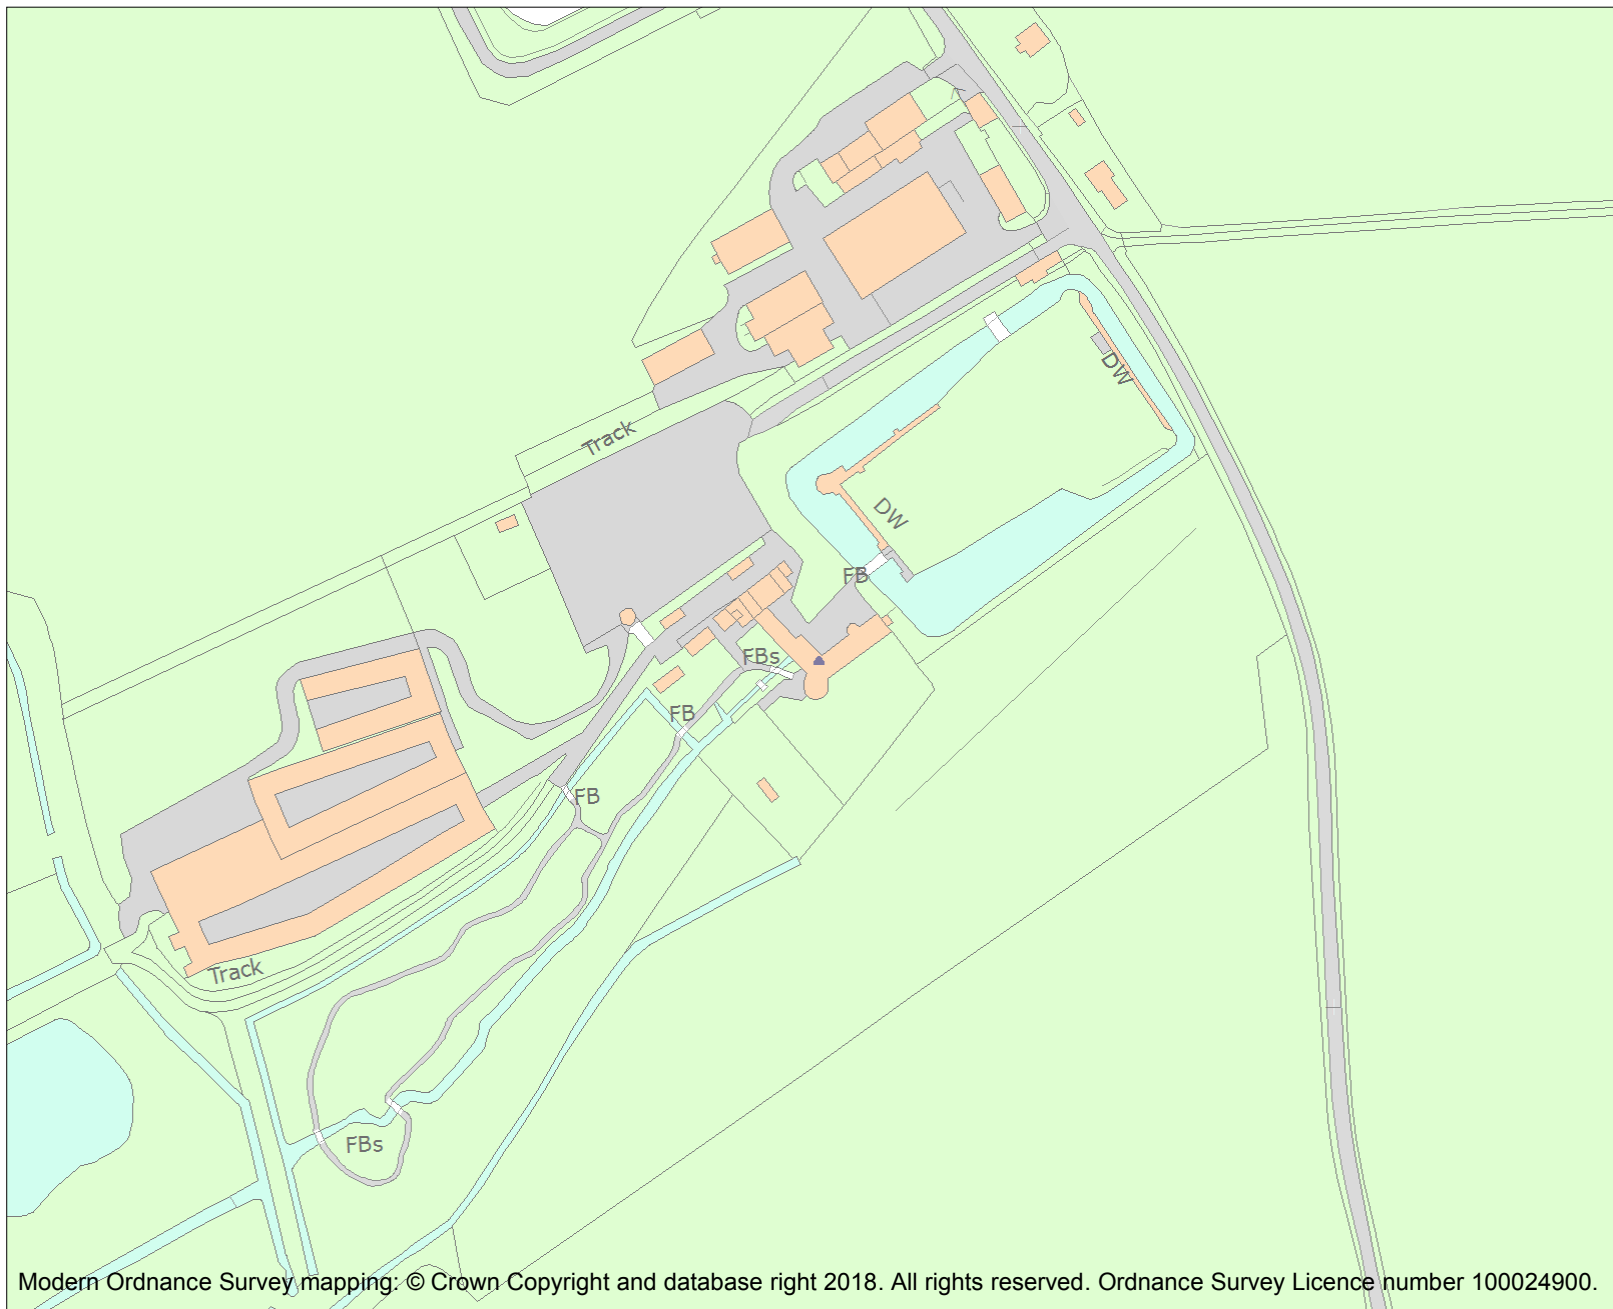 DW
Track
DW
FB
FBs
FB
FB
Track
FBs
Modern Ordnance Survey mapping: © Crown Copyright and database right 2018. All rights reserved. Ordnance Survey Licence number 100024900.